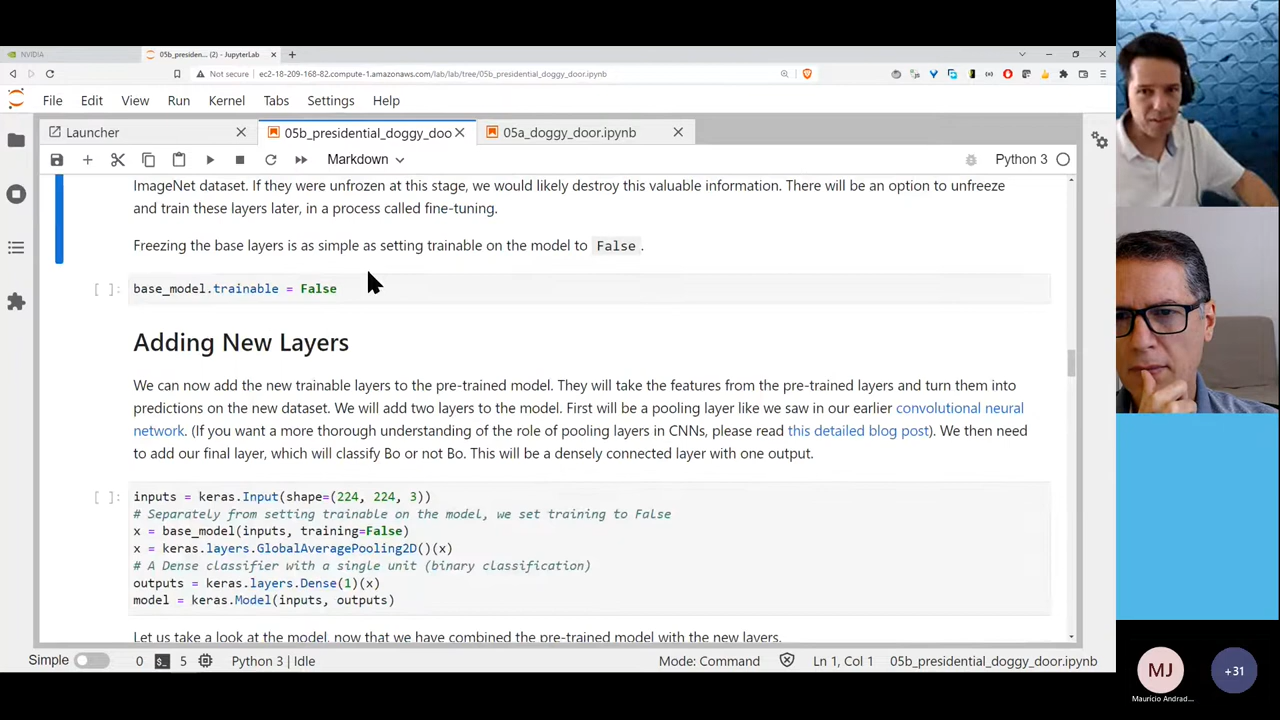 NVIDIA
05b_presiden... (2) - JupyterLab
Not secure
ec2-18-209-168-82.compute-1.amazonaws.com/lab/lab/tree/05b_presidential_doggy_door.ipynb
File Edit View Run Kernel Tabs Settings Help
Launcher
05b_presidential_doggy_doo
05a_doggy_door.ipynb
Markdown
Python 3
ImageNet dataset. If they were unfrozen at this stage, we would likely destroy this valuable information. There will be an option to unfreeze
and train these layers later, in a process called fine-tuning.
Freezing the base layers is as simple as setting trainable on the model to False.
[ ]: base_model.trainable = False
Adding New Layers
We can now add the new trainable layers to the pre-trained model. They will take the features from the pre-trained layers and turn them into
predictions on the new dataset. We will add two layers to the model. First will be a pooling layer like we saw in our earlier convolutional neural
network. (If you want a more thorough understanding of the role of pooling layers in CNNs, please read this detailed blog post). We then need
to add our final layer, which will classify Bo or not Bo. This will be a densely connected layer with one output.
[ ]: inputs = keras.Input(shape=(224, 224, 3))
# Separately from setting trainable on the model, we set training to False
x = base_model(inputs, training=False)
x = keras.layers.GlobalAveragePooling2D()(x)
# A Dense classifier with a single unit (binary classification)
outputs = keras.layers.Dense(1)(x)
model = keras.Model(inputs, outputs)
Let us take a look at the model, now that we have combined the pre-trained model with the new layers.
Simple
0
5
Python 3 | Idle
Mode: Command
Ln 1, Col 1
05b_presidential_doggy_door.ipynb
MJ
Maurício Andrad...
+31